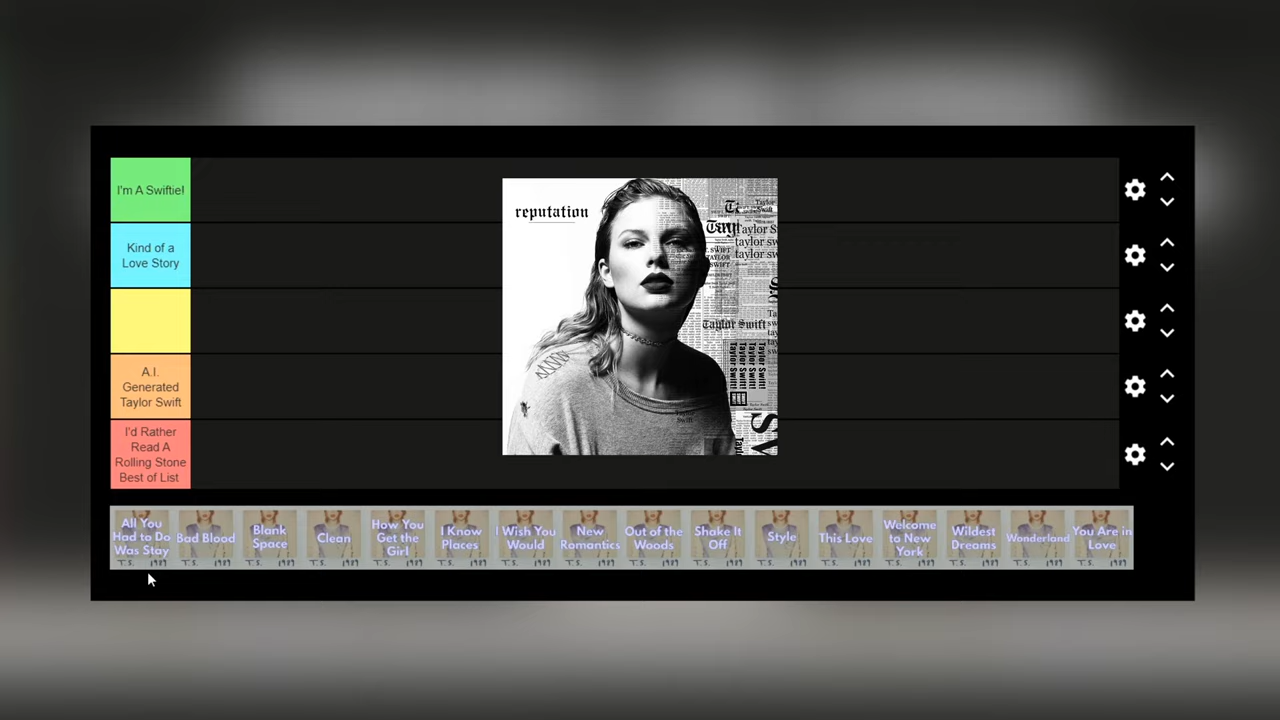 I'm A Swiftie!
Kind of a
Love Story
A.I.
Generated
Taylor Swift
I'd Rather
Read A
Rolling Stone
Best of List
reputation
Taylor Swift
All You
Had to Do
Was Stay
Bad Blood
Blank
Space
Clean
How You
Get the
Girl
I Know
Places
I Wish You
Would
New
Romantics
Out of the
Woods
Shake It
Off
Style
This Love
Welcome
to New
York
Wildest
Dreams
Wonderland
You Are in
Love